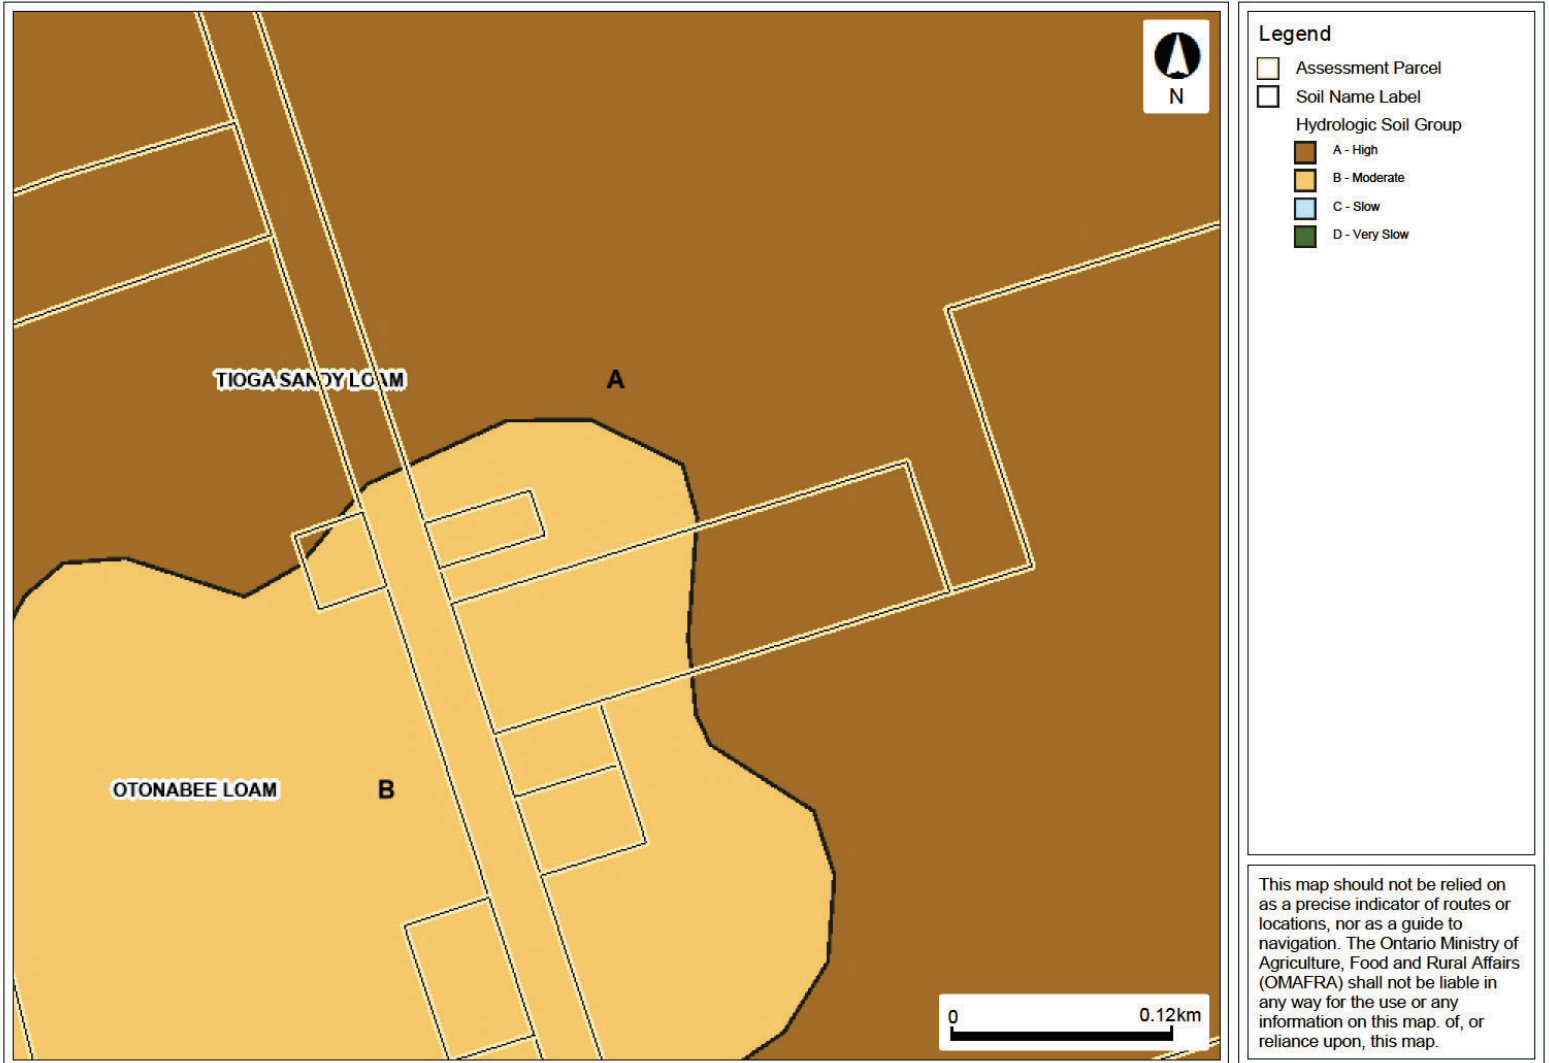 N
TIOGA SANDY LOAM
A
OTONABEE LOAM
B
0
0.12km
Legend
Assessment Parcel
Soil Name Label
Hydrologic Soil Group
A - High
B - Moderate
C - Slow
D - Very Slow
This map should not be relied on
as a precise indicator of routes or
locations, nor as a guide to
navigation. The Ontario Ministry of
Agriculture, Food and Rural Affairs
(OMAFRA) shall not be liable in
any way for the use or any
information on this map. of, or
reliance upon, this map.